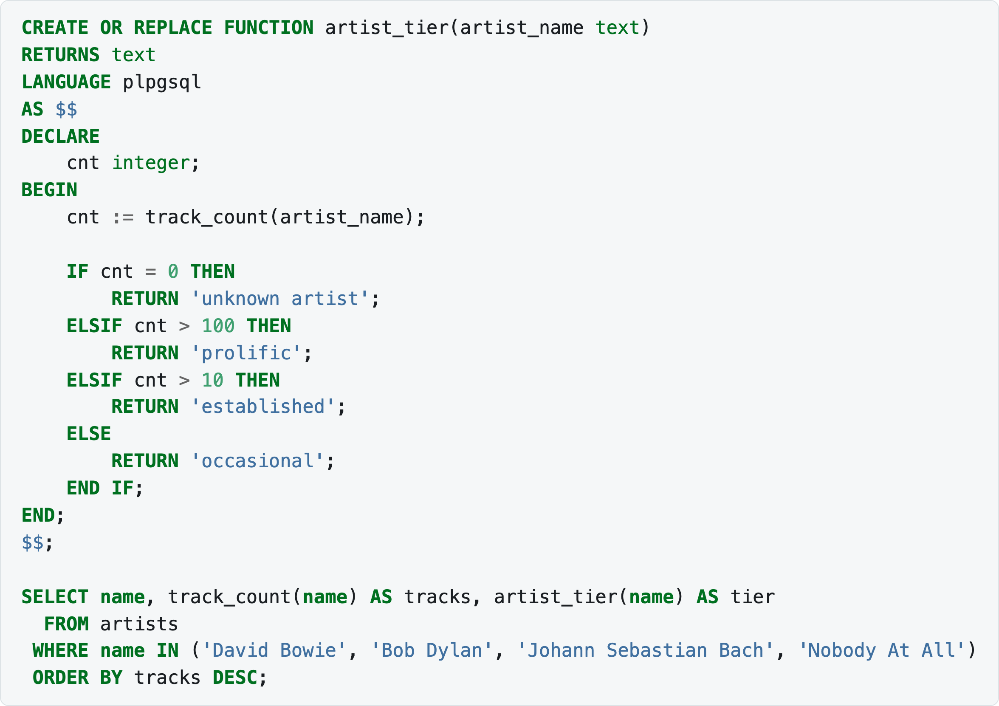 CREATE OR REPLACE FUNCTION artist_tier(artist_name text)
RETURNS text
LANGUAGE plpgsql
AS $$
DECLARE
    cnt integer;
BEGIN
    cnt := track_count(artist_name);

    IF cnt = 0 THEN
        RETURN 'unknown artist';
    ELSIF cnt > 100 THEN
        RETURN 'prolific';
    ELSIF cnt > 10 THEN
        RETURN 'established';
    ELSE
        RETURN 'occasional';
    END IF;
END;
$$;

SELECT name, track_count(name) AS tracks, artist_tier(name) AS tier
  FROM artists
 WHERE name IN ('David Bowie', 'Bob Dylan', 'Johann Sebastian Bach', 'Nobody At All')
 ORDER BY tracks DESC;